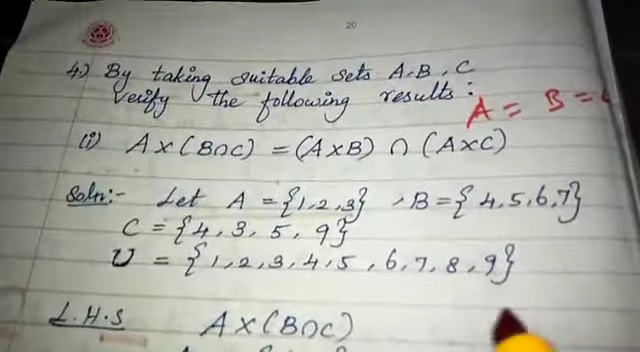 20
4.) By taking suitable sets A, B, C
Verify the following results :
A = B =
(i) A × (B∩C) = (A×B) ∩ (A×C)
Soln:- Let A = {1,2,3} , B = {4,5,6,7}
C = {4, 3, 5, 9}
U = {1,2,3,4,5,6,7,8,9}
L.H.S A × (B∩C)